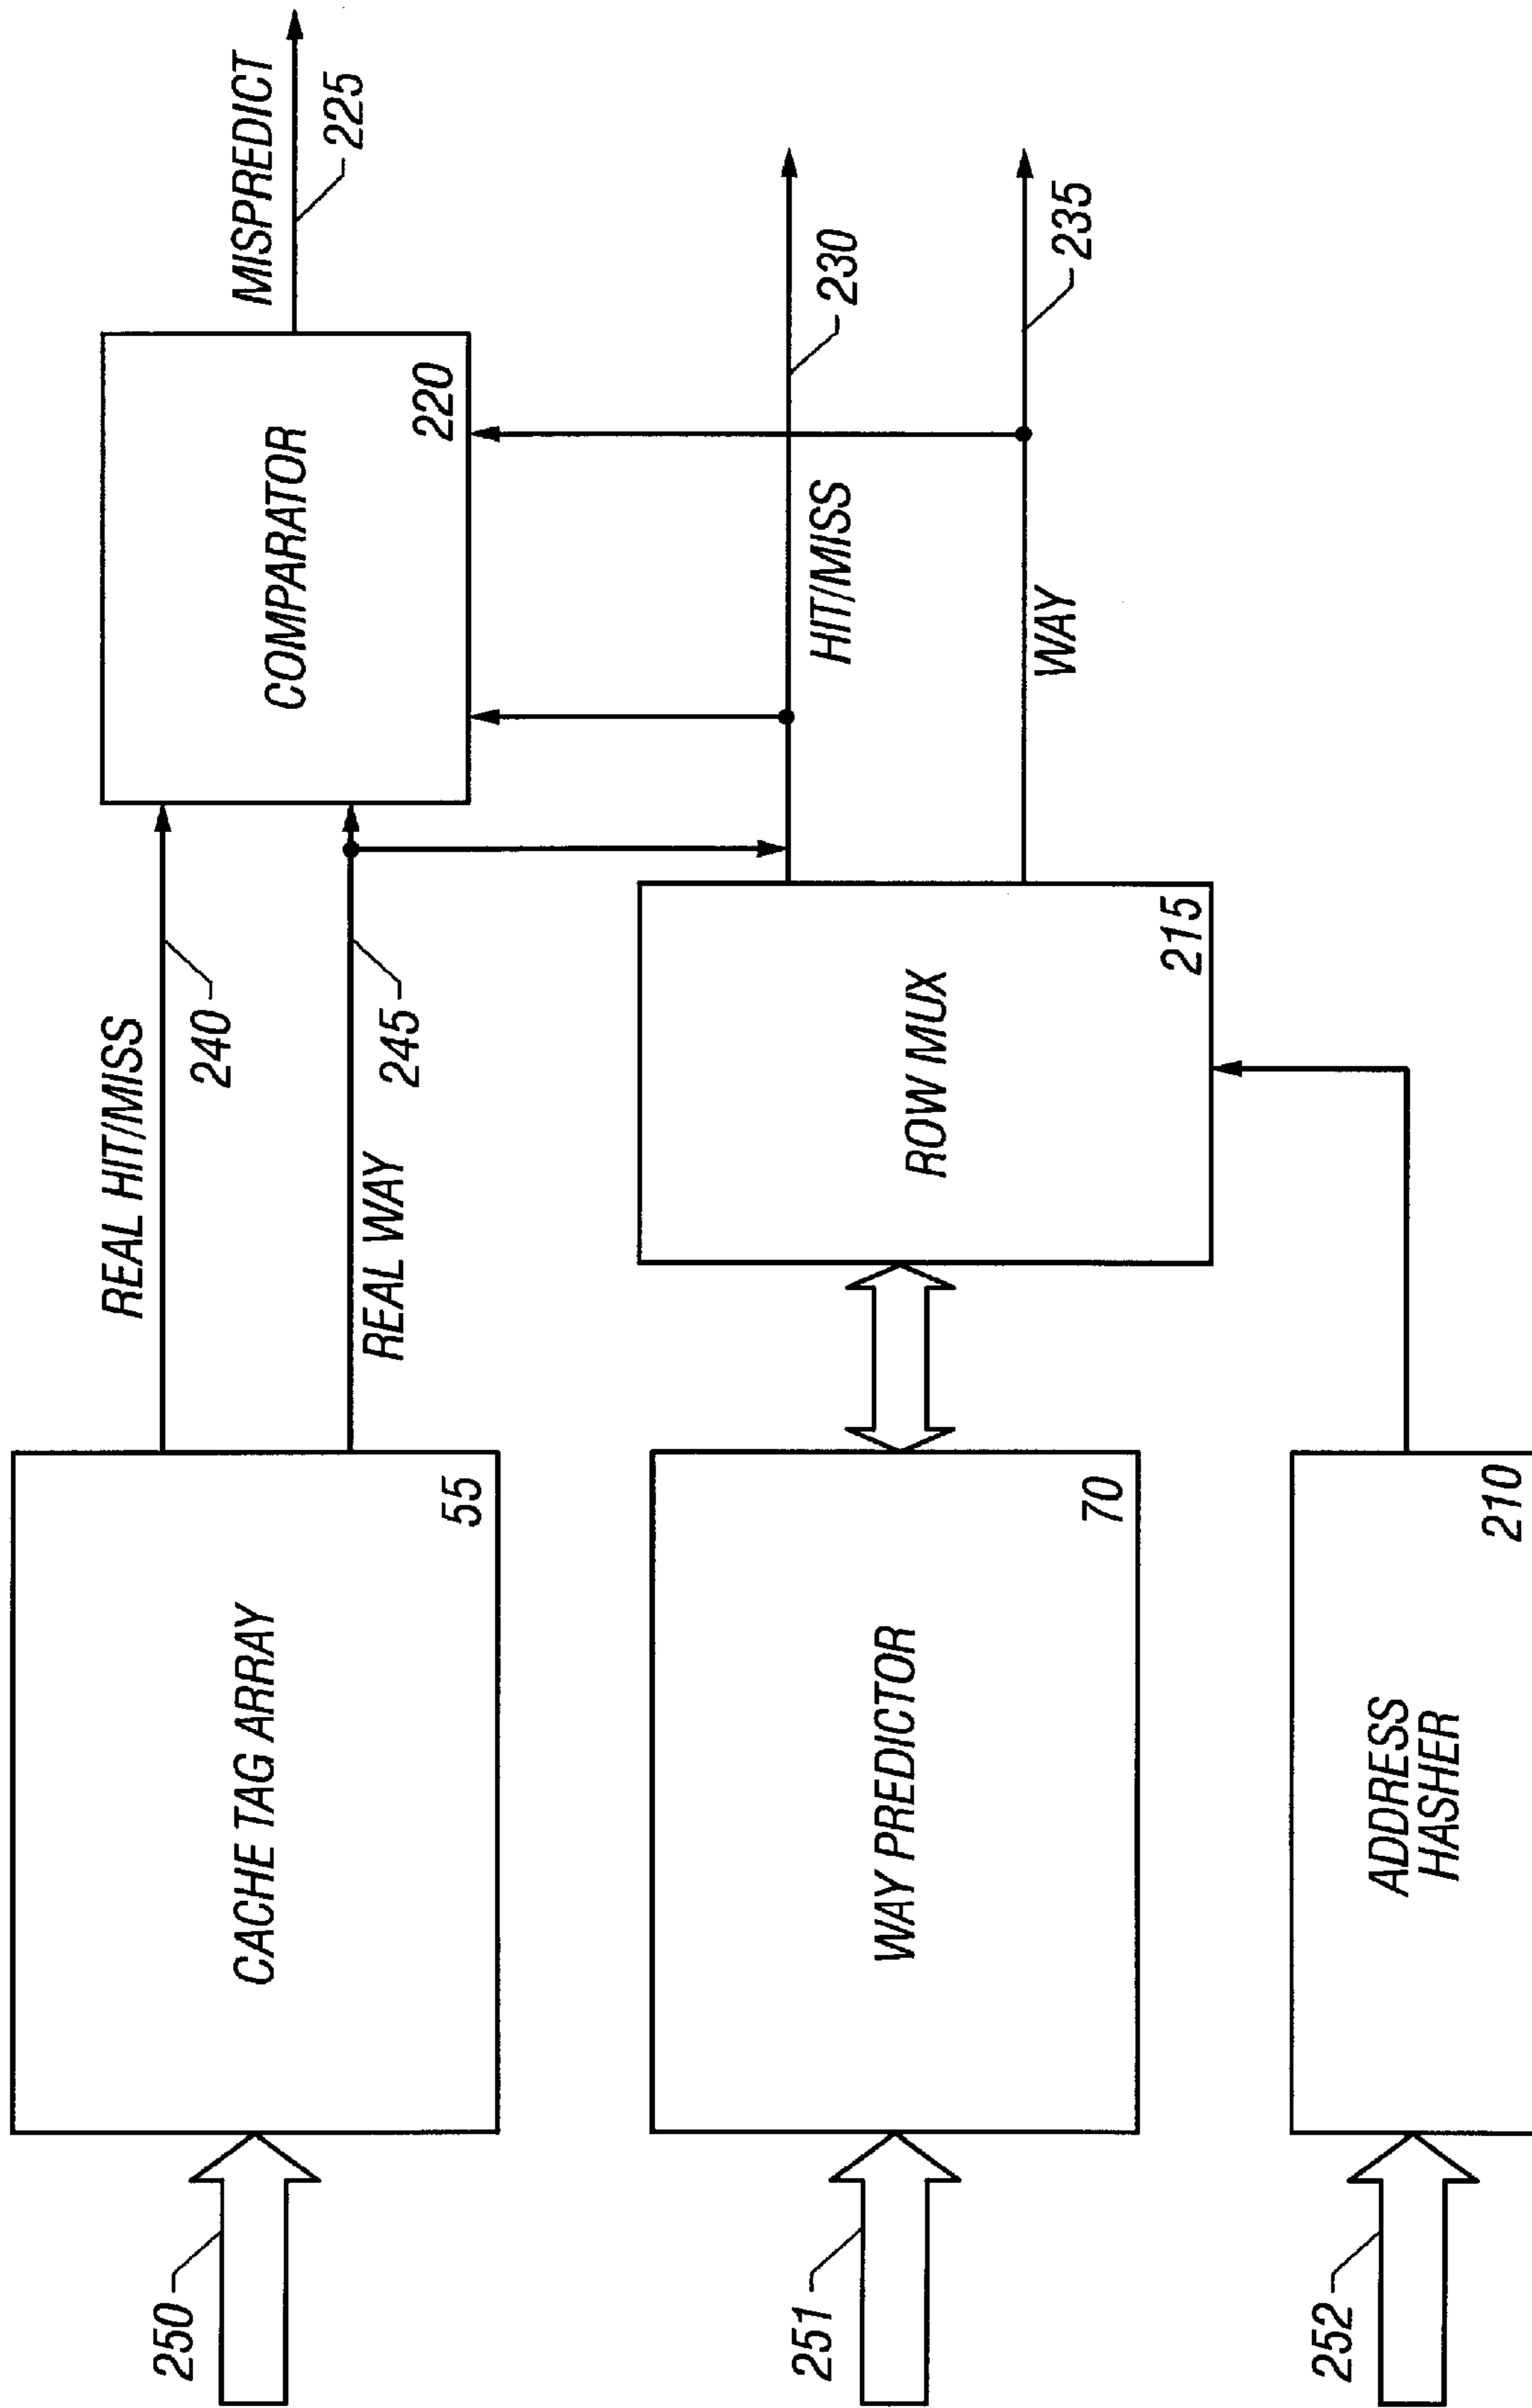 250
CACHE TAG ARRAY
55
REAL HIT/MISS
240
REAL WAY
245
COMPARATOR
220
MISPREDICT
225
251
WAY PREDICTOR
70
ROW MUX
215
HIT/MISS
230
WAY
235
252
ADDRESS
HASHER
210